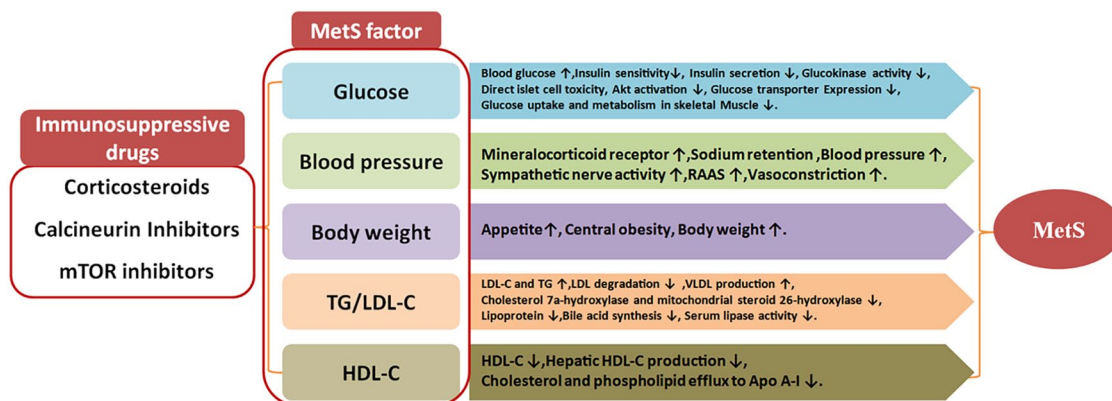 MetS factor
Immunosuppressive
drugs
Corticosteroids
Calcineurin Inhibitors
mTOR inhibitors
Glucose
Blood glucose ↑,Insulin sensitivity↓, Insulin secretion ↓, Glucokinase activity ↓,
Direct islet cell toxicity, Akt activation ↓, Glucose transporter Expression ↓,
Glucose uptake and metabolism in skeletal Muscle ↓.
Blood pressure
Mineralocorticoid receptor ↑,Sodium retention ,Blood pressure ↑,
Sympathetic nerve activity ↑,RAAS ↑,Vasoconstriction ↑.
Body weight
Appetite↑, Central obesity, Body weight ↑.
TG/LDL-C
LDL-C and TG ↑,LDL degradation ↓ ,VLDL production ↑,
Cholesterol 7a-hydroxylase and mitochondrial steroid 26-hydroxylase ↓,
Lipoprotein ↓,Bile acid synthesis ↓, Serum lipase activity ↓.
HDL-C
HDL-C ↓,Hepatic HDL-C production ↓,
Cholesterol and phospholipid efflux to Apo A-I ↓.
MetS